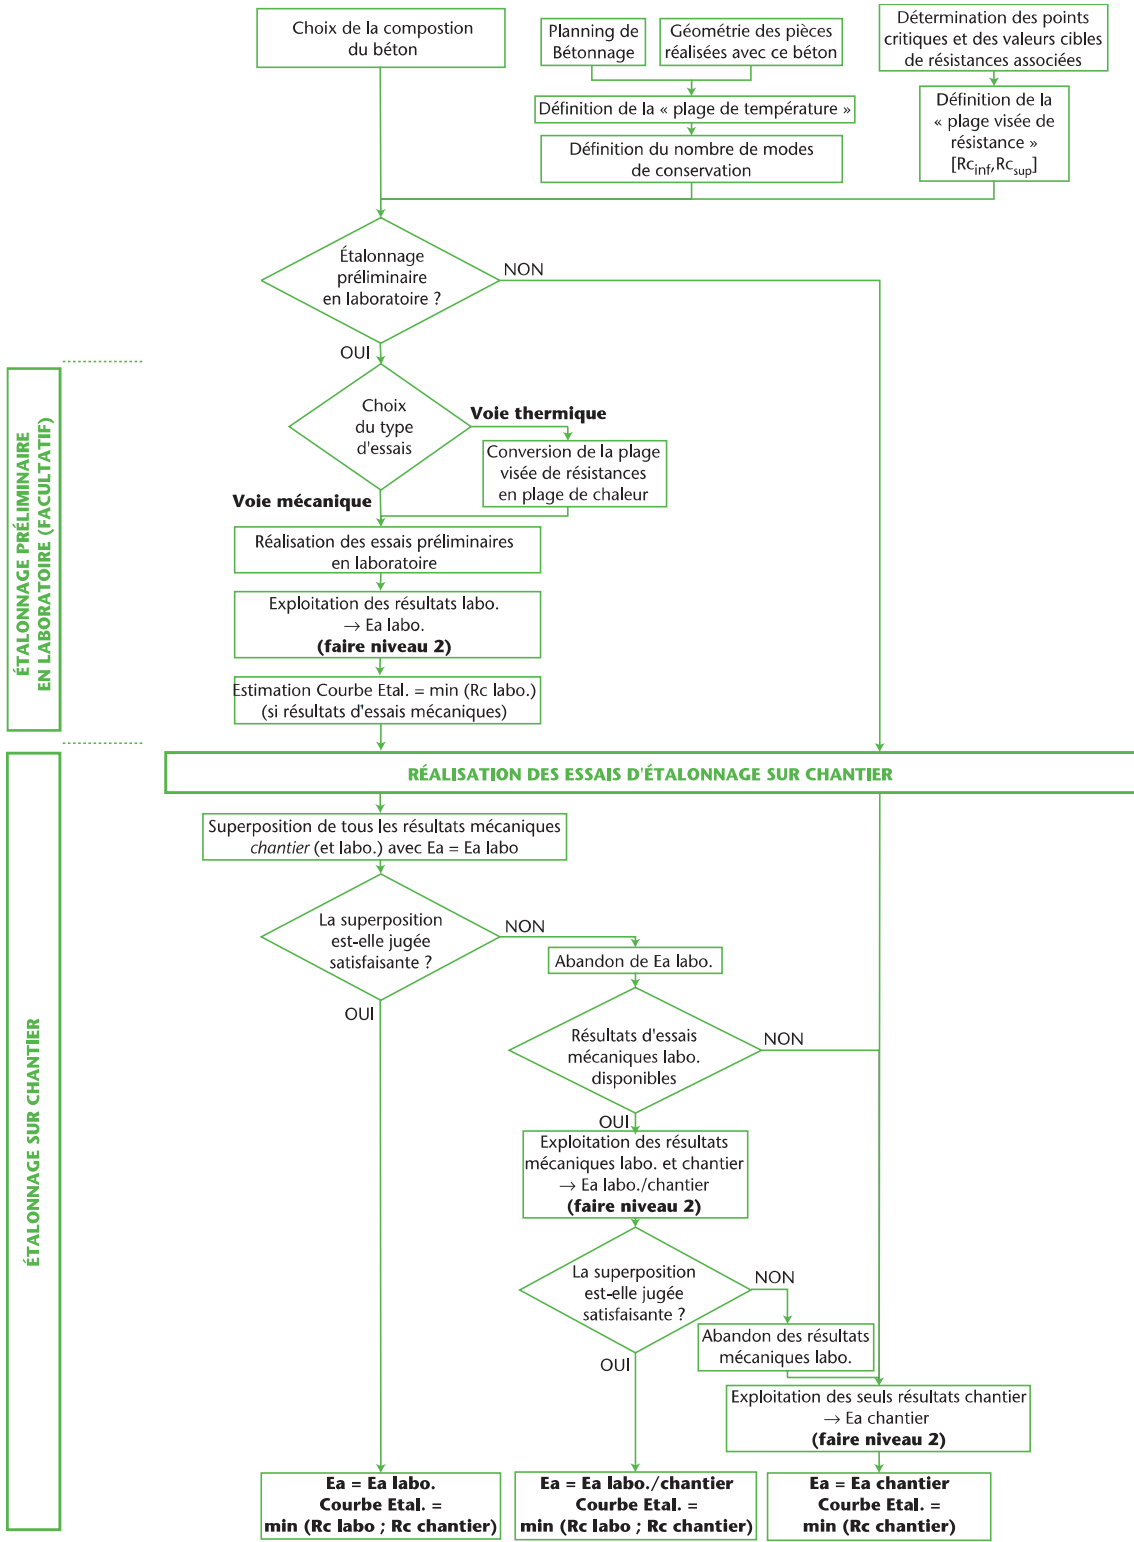 Choix de la compostion
du béton
Planning de
Bétonnage
Géométrie des pièces
réalisées avec ce béton
Détermination des points
critiques et des valeurs cibles
de résistances associées
Définition de la « plage de température »
Définition du nombre de modes
de conservation
Définition de la
« plage visée de
résistance »
[Rcinf,Rcsup]
Étalonnage
préliminaire
en laboratoire ?
NON
OUI
ÉTALONNAGE PRÉLIMINAIRE
EN LABORATOIRE (FACULTATIF)
Choix
du type
d'essais
Voie thermique
Conversion de la plage
visée de résistances
en plage de chaleur
Voie mécanique
Réalisation des essais préliminaires
en laboratoire
Exploitation des résultats labo.
→ Ea labo.
(faire niveau 2)
Estimation Courbe Etal. = min (Rc labo.)
(si résultats d'essais mécaniques)
RÉALISATION DES ESSAIS D'ÉTALONNAGE SUR CHANTIER
ÉTALONNAGE SUR CHANTIER
Superposition de tous les résultats mécaniques
chantier (et labo.) avec Ea = Ea labo
La superposition
est-elle jugée
satisfaisante ?
NON
OUI
Abandon de Ea labo.
Résultats d'essais
mécaniques labo.
disponibles
NON
OUI
Exploitation des résultats
mécaniques labo. et chantier
→ Ea labo./chantier
(faire niveau 2)
La superposition
est-elle jugée
satisfaisante ?
NON
OUI
Abandon des résultats
mécaniques labo.
Exploitation des seuls résultats chantier
→ Ea chantier
(faire niveau 2)
Ea = Ea labo.
Courbe Etal. =
min (Rc labo ; Rc chantier)
Ea = Ea labo./chantier
Courbe Etal. =
min (Rc labo ; Rc chantier)
Ea = Ea chantier
Courbe Etal. =
min (Rc chantier)